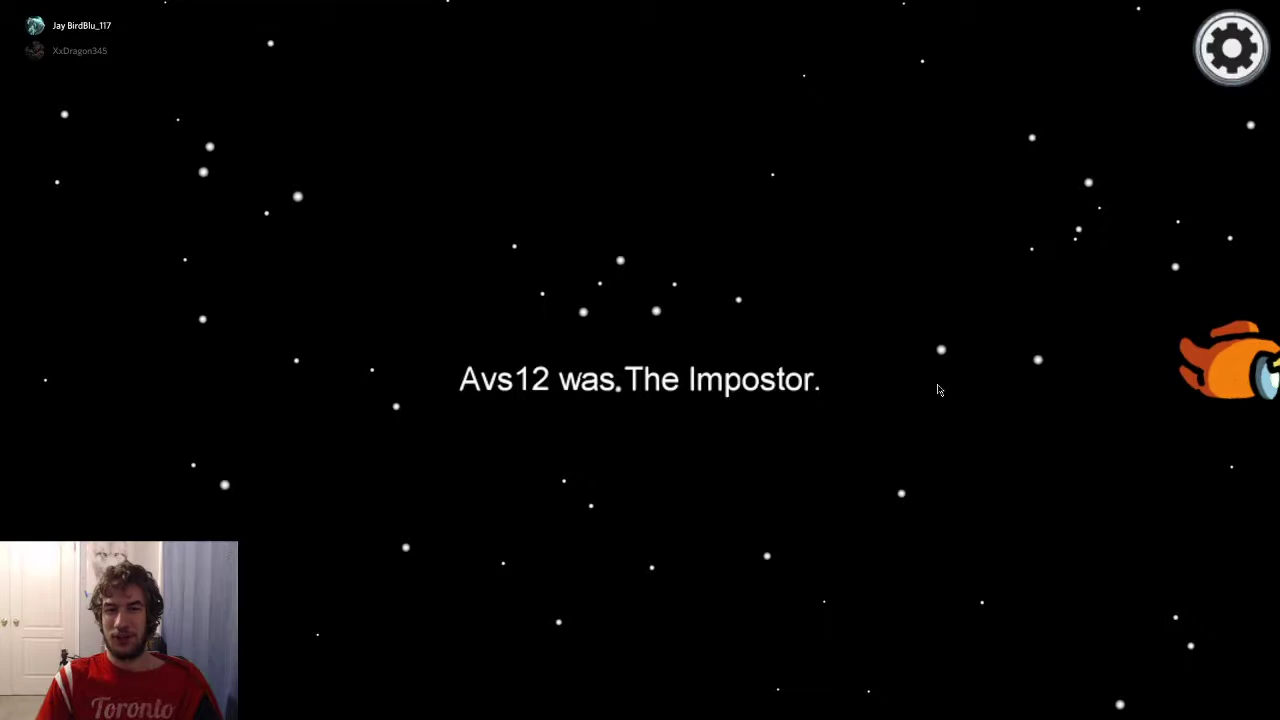 Jay BirdBlu_117
XxDragon345
Avs12 was The Impostor.
Toronto